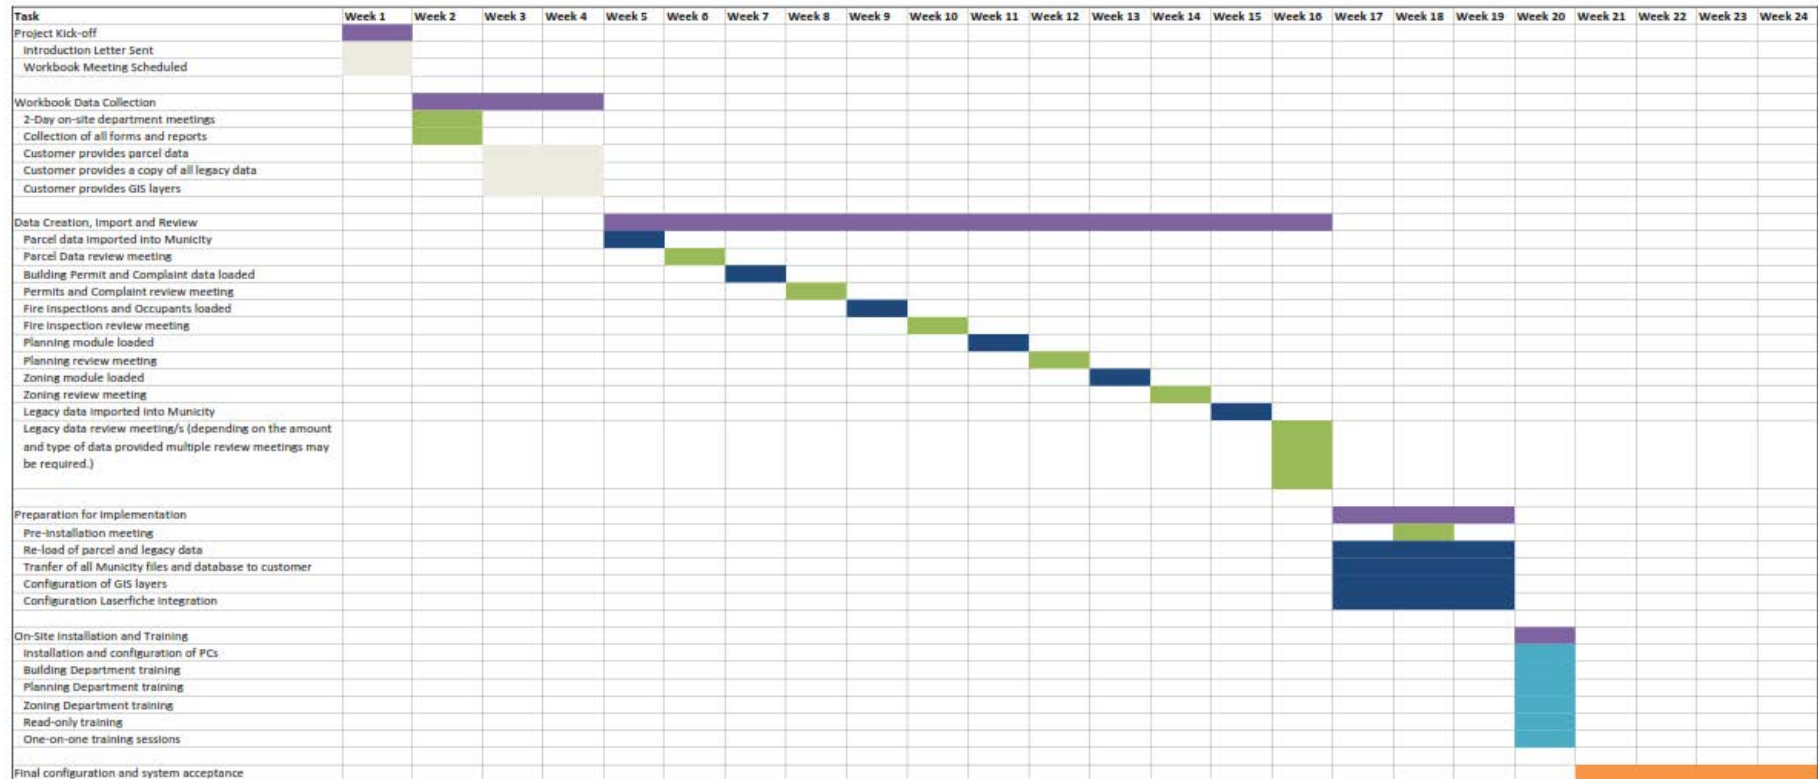 Task Week 1 Week 2 Week 3 Week 4 Week 5 Week 6 Week 7 Week 8 Week 9 Week 10 Week 11 Week 12 Week 13 Week 14 Week 15 Week 16 Week 17 Week 18 Week 19 Week 20 Week 21 Week 22 Week 23 Week 24
Project Kick-off
Introduction Letter Sent
Workbook Meeting Scheduled
Workbook Data Collection
2-Day on-site department meetings
Collection of all forms and reports
Customer provides parcel data
Customer provides a copy of all legacy data
Customer provides GIS layers
Data Creation, Import and Review
Parcel data imported into Municity
Parcel Data review meeting
Building Permit and Complaint data loaded
Permits and Complaint review meeting
Fire Inspections and Occupants loaded
Fire Inspection review meeting
Planning module loaded
Planning review meeting
Zoning module loaded
Zoning review meeting
Legacy data imported into Municity
Legacy data review meeting/s (depending on the amount
and type of data provided multiple review meetings may
be required.)
Preparation for Implementation
Pre-installation meeting
Re-load of parcel and legacy data
Tranfer of all Municity files and database to customer
Configuration of GIS layers
Configuration Laserfiche integration
On-Site Installation and Training
Installation and configuration of PCs
Building Department training
Planning Department training
Zoning Department training
Read-only training
One-on-one training sessions
Final configuration and system acceptance